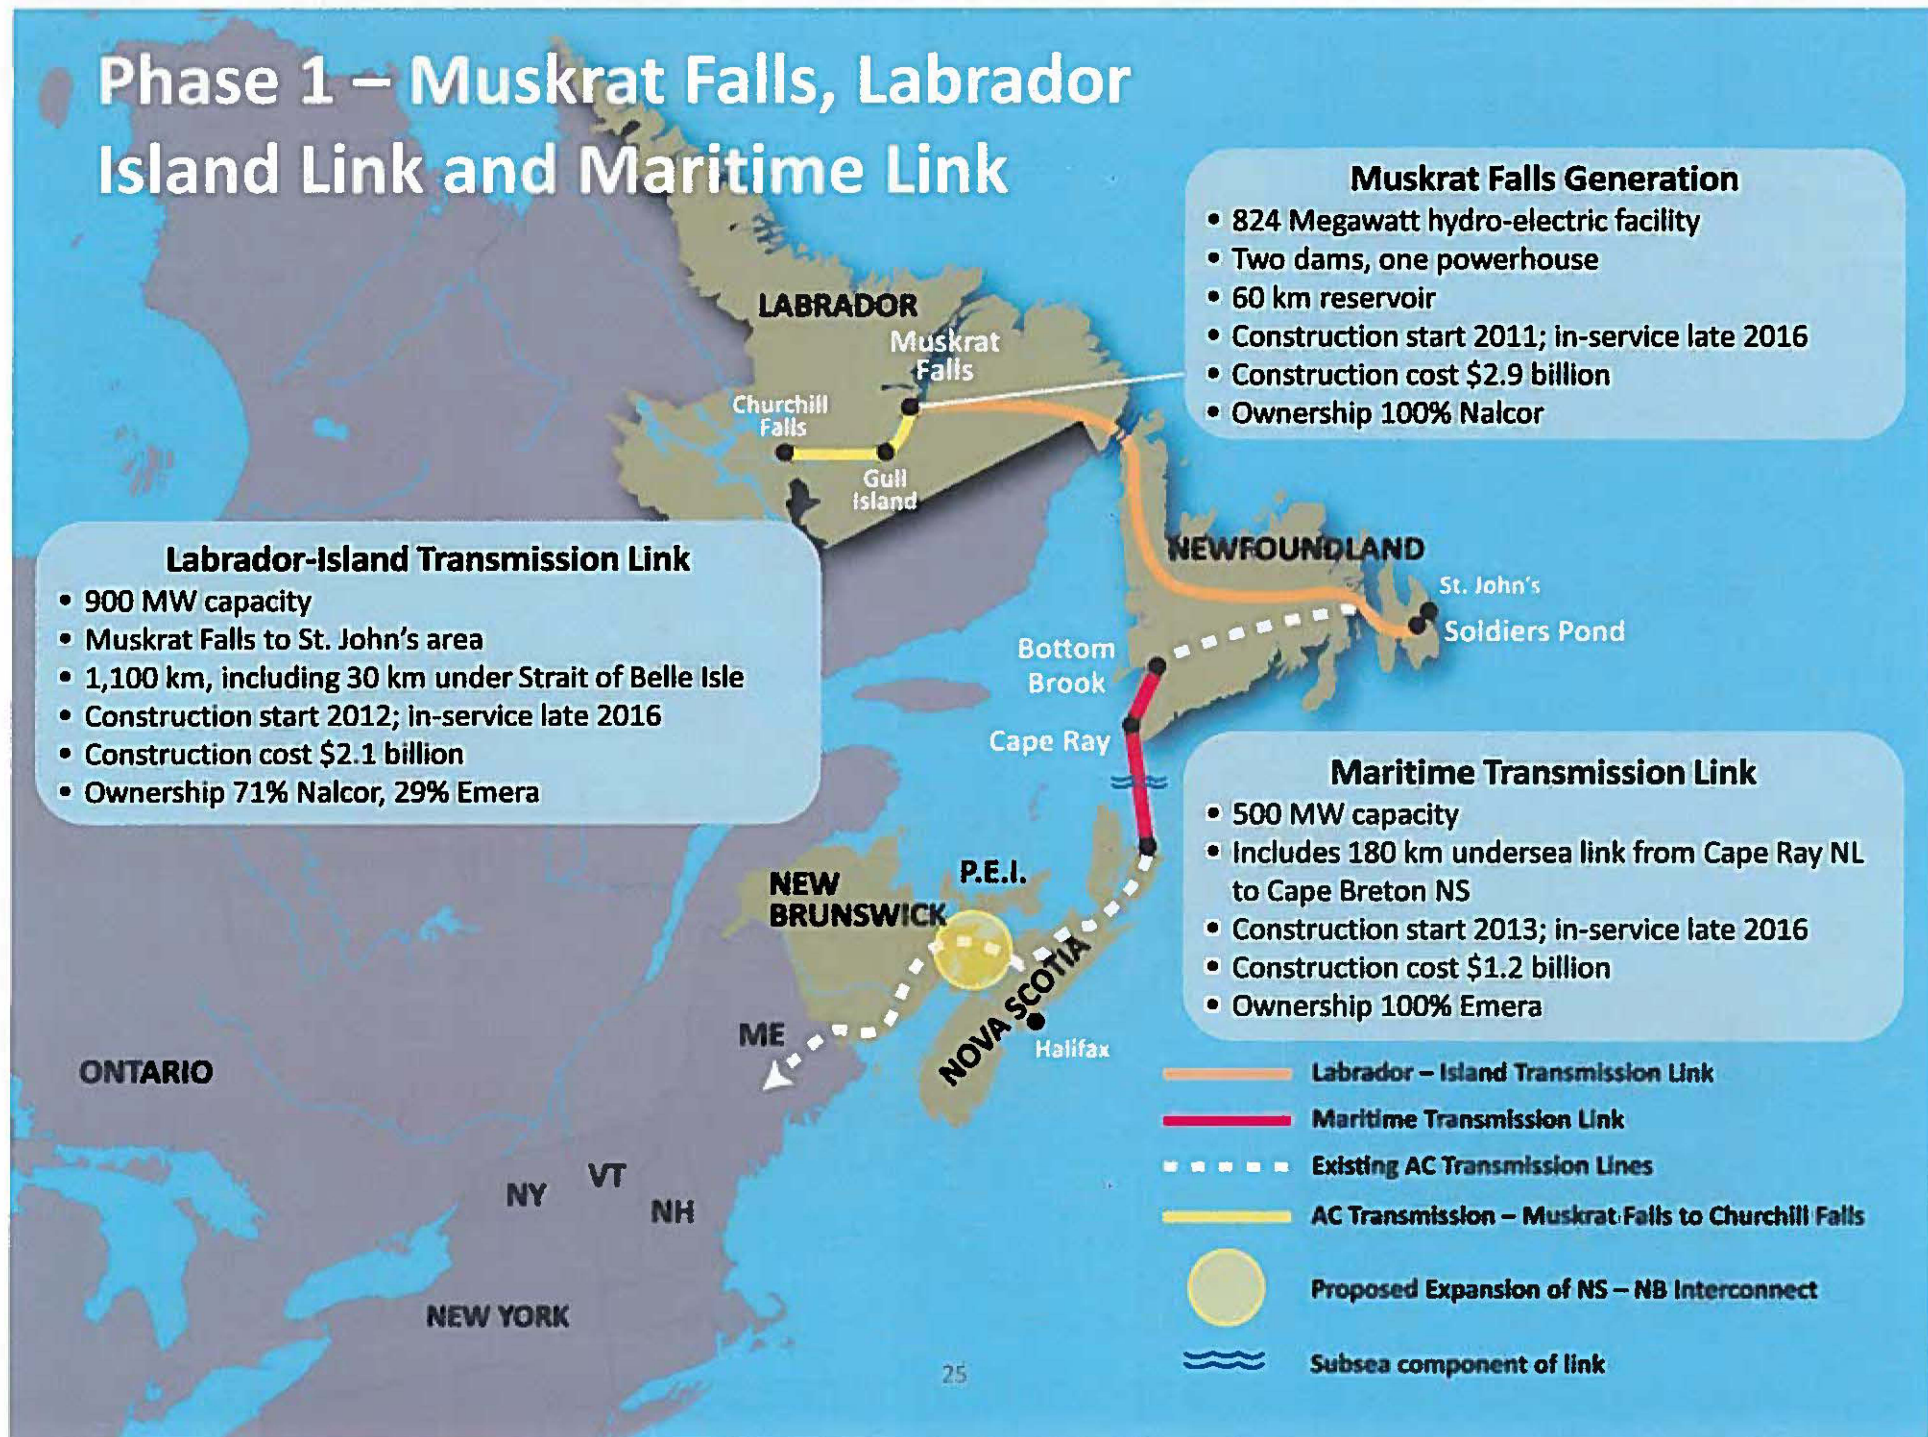 Phase 1 – Muskrat Falls, Labrador
Island Link and Maritime Link
Muskrat Falls Generation
• 824 Megawatt hydro-electric facility
• Two dams, one powerhouse
• 60 km reservoir
• Construction start 2011; in-service late 2016
• Construction cost $2.9 billion
• Ownership 100% Nalcor
LABRADOR
Muskrat
Falls
Churchill
Falls
Gull
Island
Labrador-Island Transmission Link
• 900 MW capacity
• Muskrat Falls to St. John's area
• 1,100 km, including 30 km under Strait of Belle Isle
• Construction start 2012; in-service late 2016
• Construction cost $2.1 billion
• Ownership 71% Nalcor, 29% Emera
NEWFOUNDLAND
St. John's
Soldiers Pond
Bottom
Brook
Cape Ray
Maritime Transmission Link
• 500 MW capacity
• Includes 180 km undersea link from Cape Ray NL
to Cape Breton NS
• Construction start 2013; in-service late 2016
• Construction cost $1.2 billion
• Ownership 100% Emera
NEW
BRUNSWICK
P.E.I.
NOVA SCOTIA
Halifax
ME
ONTARIO
NY
VT
NH
NEW YORK
Labrador – Island Transmission Link
Maritime Transmission Link
Existing AC Transmission Lines
AC Transmission – Muskrat Falls to Churchill Falls
Proposed Expansion of NS – NB Interconnect
Subsea component of link
25